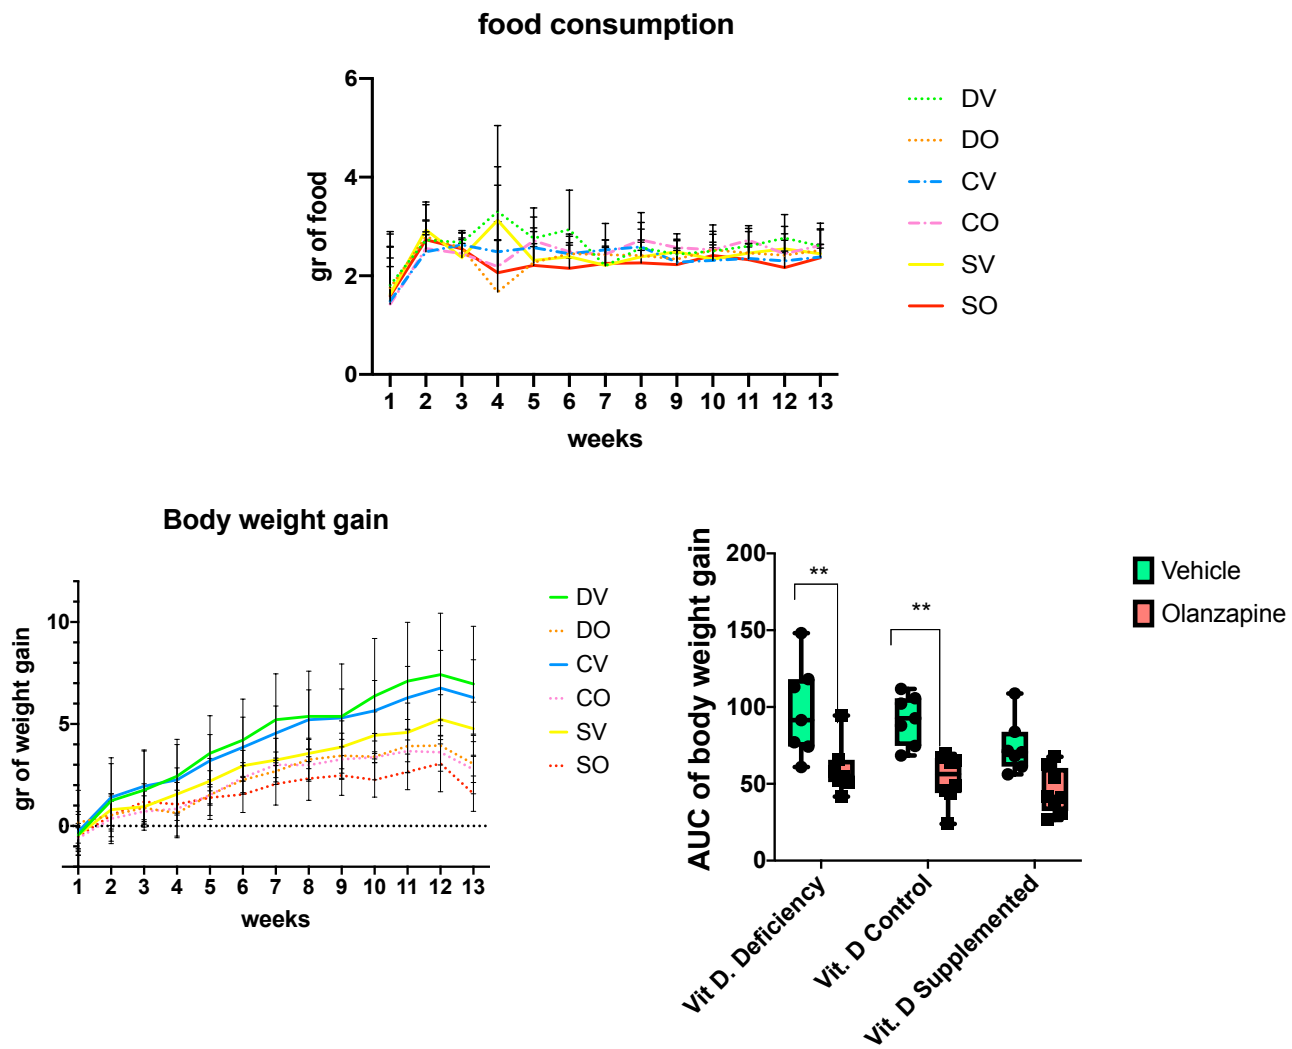 food consumption
gr of food
6
4
2
0
1 2 3 4 5 6 7 8 9 10 11 12 13
weeks
DV
DO
CV
CO
SV
SO
Body weight gain
gr of weight gain
10
5
0
1 2 3 4 5 6 7 8 9 10 11 12 13
weeks
DV
DO
CV
CO
SV
SO
AUC of body weight gain
200
150
100
50
0
**
**
Vit D. Deficiency
Vit. D Control
Vit. D Supplemented
Vehicle
Olanzapine